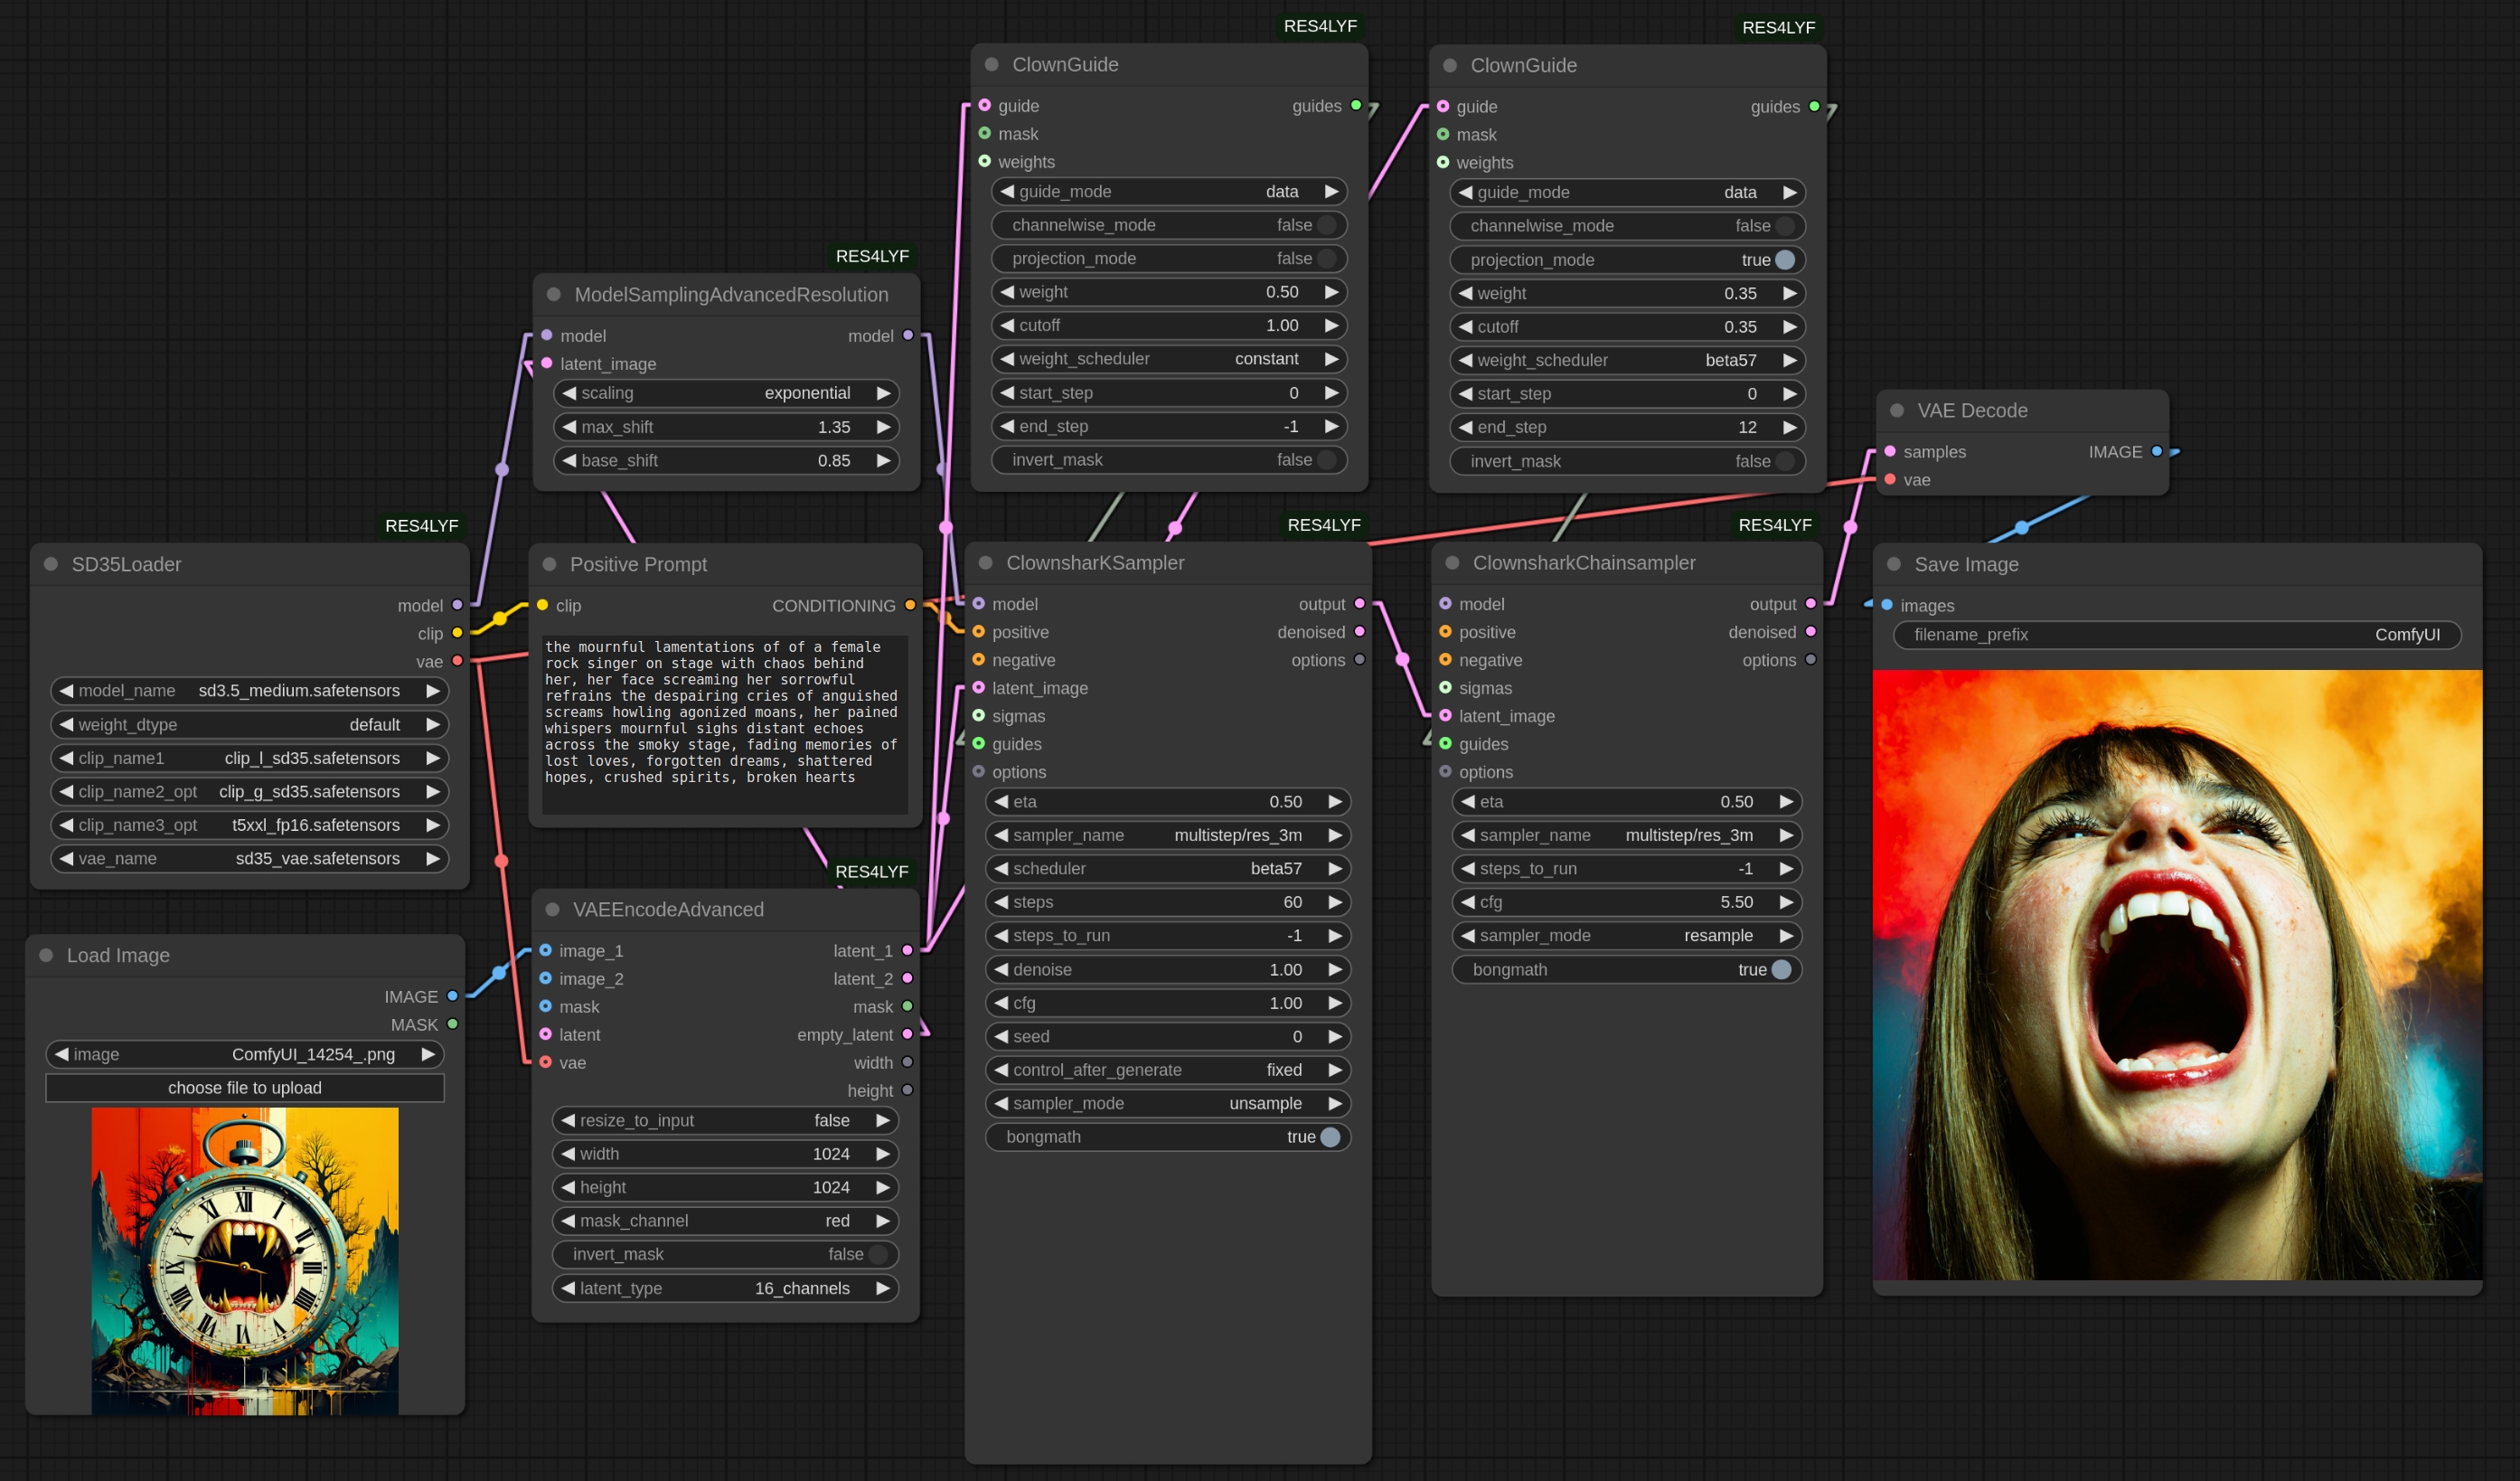 RES4LYF
ClownGuide
guide guides
mask
weights
guide_mode data
channelwise_mode false
projection_mode false
weight 0.50
cutoff 1.00
weight_scheduler constant
start_step 0
end_step -1
invert_mask false
RES4LYF
ClownGuide
guide guides
mask
weights
guide_mode data
channelwise_mode false
projection_mode true
weight 0.35
cutoff 0.35
weight_scheduler beta57
start_step 0
end_step 12
invert_mask false
RES4LYF
ModelSamplingAdvancedResolution
model model
latent_image
scaling exponential
max_shift 1.35
base_shift 0.85
VAE Decode
samples IMAGE
vae
RES4LYF
SD35Loader
model
clip
vae
model_name sd3.5_medium.safetensors
weight_dtype default
clip_name1 clip_l_sd35.safetensors
clip_name2_opt clip_g_sd35.safetensors
clip_name3_opt t5xxl_fp16.safetensors
vae_name sd35_vae.safetensors
Positive Prompt
clip CONDITIONING
the mournful lamentations of of a female
rock singer on stage with chaos behind
her, her face screaming her sorrowful
refrains the despairing cries of anguished
screams howling agonized moans, her pained
whispers mournful sighs distant echoes
across the smoky stage, fading memories of
lost loves, forgotten dreams, shattered
hopes, crushed spirits, broken hearts
RES4LYF
ClownsharKSampler
model output
positive denoised
negative options
latent_image
sigmas
guides
options
eta 0.50
sampler_name multistep/res_3m
scheduler beta57
steps 60
steps_to_run -1
denoise 1.00
cfg 1.00
seed 0
control_after_generate fixed
sampler_mode unsample
bongmath true
RES4LYF
ClownsharkChainsampler
model output
positive denoised
negative options
sigmas
latent_image
guides
options
eta 0.50
sampler_name multistep/res_3m
steps_to_run -1
cfg 5.50
sampler_mode resample
bongmath true
Save Image
images
filename_prefix ComfyUI
Load Image
IMAGE
MASK
image ComfyUI_14254_.png
choose file to upload
XII
I
III
VI
IX
X
XI
RES4LYF
VAEEncodeAdvanced
image_1 latent_1
image_2 latent_2
mask mask
latent empty_latent
vae width
height
resize_to_input false
width 1024
height 1024
mask_channel red
invert_mask false
latent_type 16_channels